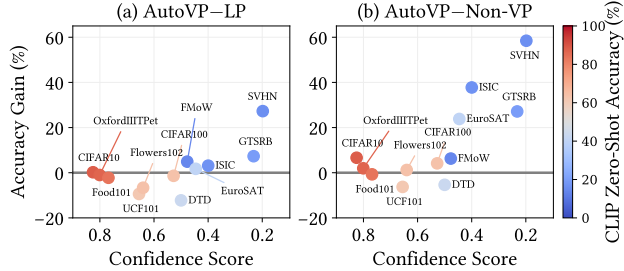 (a) AutoVP−LP
(b) AutoVP−Non-VP
Accuracy Gain (%)
60
40
20
0
−20
0.8
0.6
0.4
0.2
Confidence Score
SVHN
FMoW
OxfordIIITPet
CIFAR100
GTSRB
Flowers102
CIFAR10
ISIC
Food101
EuroSAT
DTD
UCF101
0.8
0.6
0.4
0.2
Confidence Score
SVHN
ISIC
GTSRB
OxfordIIITPet
EuroSAT
CIFAR100
CIFAR10
Flowers102
FMoW
Food101
DTD
UCF101
100
80
60
40
20
0
CLIP Zero-Shot Accuracy (%)